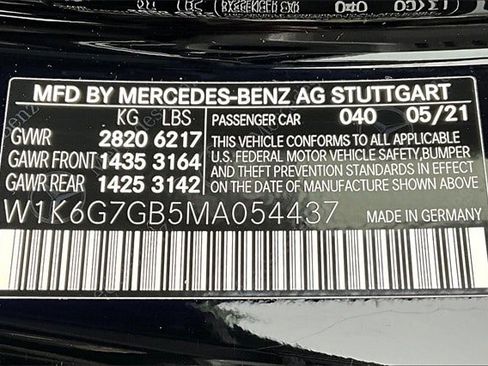 MFD BY MERCEDES-BENZ AG STUTTGART
KG LBS PASSENGER CAR 040 05/21
GVWR 2820 6217 THIS VEHICLE CONFORMS TO ALL APPLICABLE
GAWR FRONT 1435 3164 U.S. FEDERAL MOTOR VEHICLE SAFETY, BUMPER
GAWR REAR 1425 3142 AND THEFT PREVENTION STANDARDS IN EFFECT
ON THE DATE OF MANUFACTURE SHOWN ABOVE.
W1K6G7GB5MA054437 MADE IN GERMANY